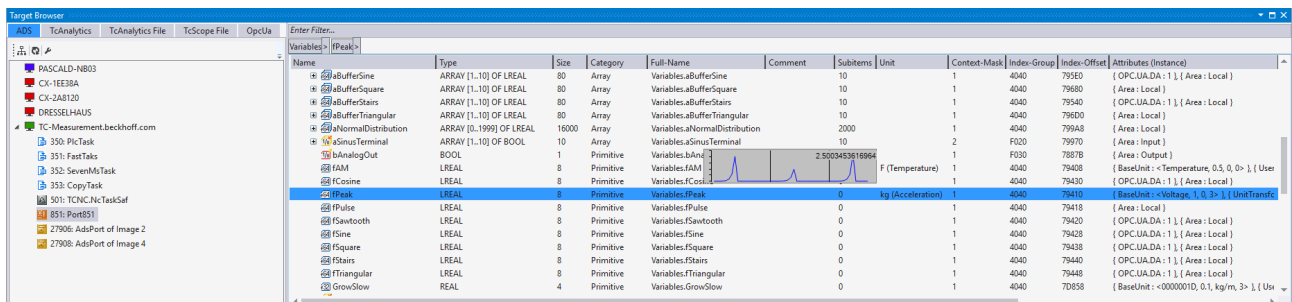 Target Browser
ADS TcAnalytics TcAnalytics File TcScope File OpcUa
Enter Filter...
Variables > fPeak >
PASCALD-NB03
CX-1EE38A
CX-2A8120
DRESSELHAUS
TC-Measurement.beckhoff.com
350: PlcTask
351: FastTaks
352: SevenMsTask
353: CopyTask
501: TCNC.NcTaskSaf
851: Port851
27906: AdsPort of Image 2
27908: AdsPort of Image 4
Name Type Size Category Full-Name Comment Subitems Unit Context-Mask Index-Group Index-Offset Attributes (Instance)
aBufferSine ARRAY [1..10] OF LREAL 80 Array Variables.aBufferSine 10 1 4040 795E0 { OPC.UA.DA : 1 }, { Area : Local }
aBufferSquare ARRAY [1..10] OF LREAL 80 Array Variables.aBufferSquare 10 1 4040 79680 { Area : Local }
aBufferStairs ARRAY [1..10] OF LREAL 80 Array Variables.aBufferStairs 10 1 4040 79540 { OPC.UA.DA : 1 }, { Area : Local }
aBufferTriangular ARRAY [1..10] OF LREAL 80 Array Variables.aBufferTriangular 10 1 4040 796D0 { Area : Local }
aNormalDistribution ARRAY [0..1999] OF LREAL 16000 Array Variables.aNormalDistribution 2000 1 4040 799A8 { Area : Local }
aSinusTerminal ARRAY [1..10] OF BOOL 10 Array Variables.aSinusTerminal 10 2 F020 79970 { Area : Input }
bAnalogOut BOOL 1 Primitive Variables.bAna 2.5003453616964 1 F030 7887B { Area : Output }
fAM LREAL 8 Primitive Variables.fAM F (Temperature) 1 4040 79408 { BaseUnit : <Temperature, 0.5, 0, 0> }, { User
fCosine LREAL 8 Primitive Variables.fCosi 1 4040 79430 { OPC.UA.DA : 1 }, { Area : Local }
fPeak LREAL 8 Primitive Variables.fPeak 0 kg (Acceleration) 1 4040 79410 { BaseUnit : <Voltage, 1, 0, 3> }, { UnitTransfc
fPulse LREAL 8 Primitive Variables.fPulse 0 1 4040 79418 { Area : Local }
fSawtooth LREAL 8 Primitive Variables.fSawtooth 0 1 4040 79420 { OPC.UA.DA : 1 }, { Area : Local }
fSine LREAL 8 Primitive Variables.fSine 0 1 4040 79428 { OPC.UA.DA : 1 }, { Area : Local }
fSquare LREAL 8 Primitive Variables.fSquare 0 1 4040 79438 { OPC.UA.DA : 1 }, { Area : Local }
fStairs LREAL 8 Primitive Variables.fStairs 0 1 4040 79440 { OPC.UA.DA : 1 }, { Area : Local }
fTriangular LREAL 8 Primitive Variables.fTriangular 0 1 4040 79448 { OPC.UA.DA : 1 }, { Area : Local }
GrowSlow REAL 4 Primitive Variables.GrowSlow 0 1 4040 7D858 { BaseUnit : <0000001D, 0.1, kg/m, 3> }, { Use